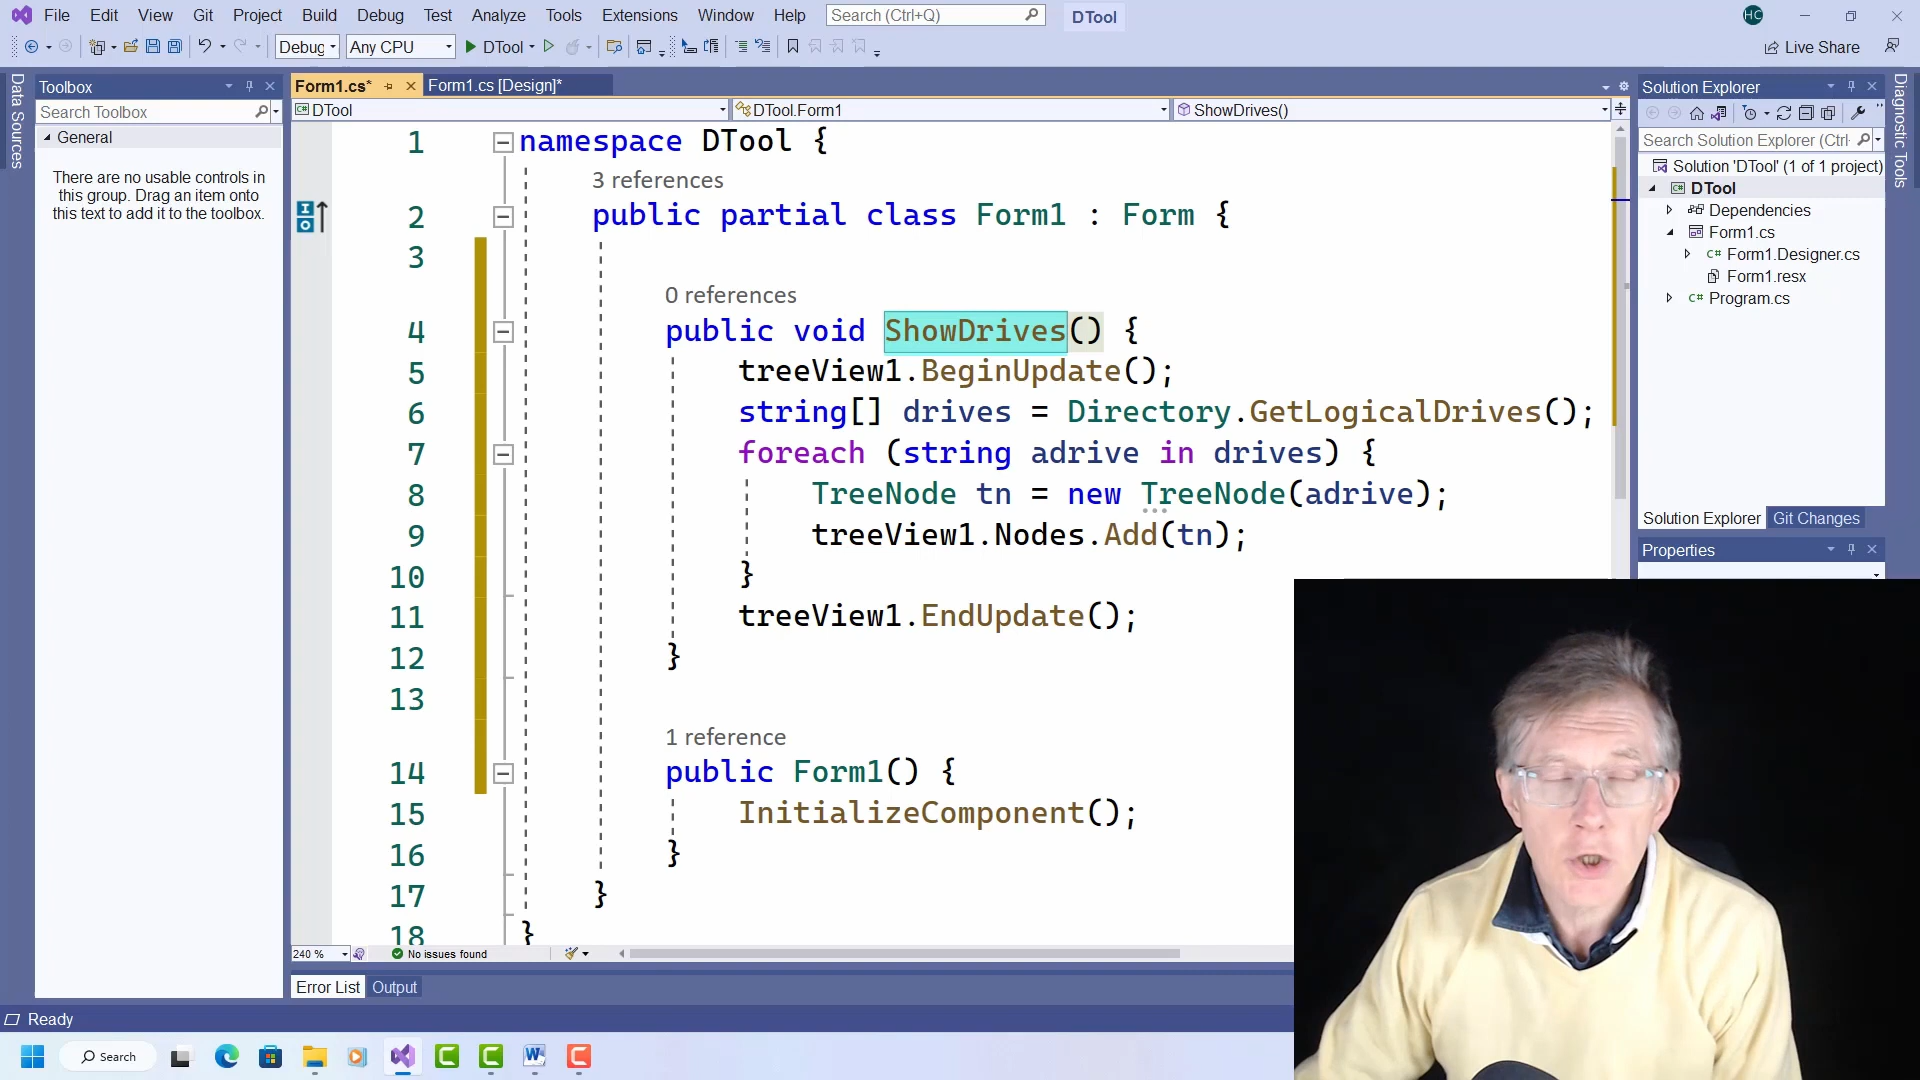 File Edit View Git Project Build Debug Test Analyze Tools Extensions Window Help Search (Ctrl+Q) DTool HC
Debug Any CPU DTool Live Share
Data Sources
Toolbox
Search Toolbox
General
There are no usable controls in
this group. Drag an item onto
this text to add it to the toolbox.
Form1.cs* Form1.cs [Design]*
DTool DTool.Form1 ShowDrives()
1 namespace DTool {
3 references
2 public partial class Form1 : Form {
3
0 references
4 public void ShowDrives() {
5 treeView1.BeginUpdate();
6 string[] drives = Directory.GetLogicalDrives();
7 foreach (string adrive in drives) {
8 TreeNode tn = new TreeNode(adrive);
9 treeView1.Nodes.Add(tn);
10 }
11 treeView1.EndUpdate();
12 }
13
1 reference
14 public Form1() {
15 InitializeComponent();
16 }
17 }
18 }
240 % No issues found
Error List Output
Solution Explorer
Search Solution Explorer (Ctrl
Solution 'DTool' (1 of 1 project)
DTool
Dependencies
Form1.cs
C# Form1.Designer.cs
Form1.resx
C# Program.cs
Solution Explorer Git Changes
Properties
Diagnostic Tools
Ready
Search